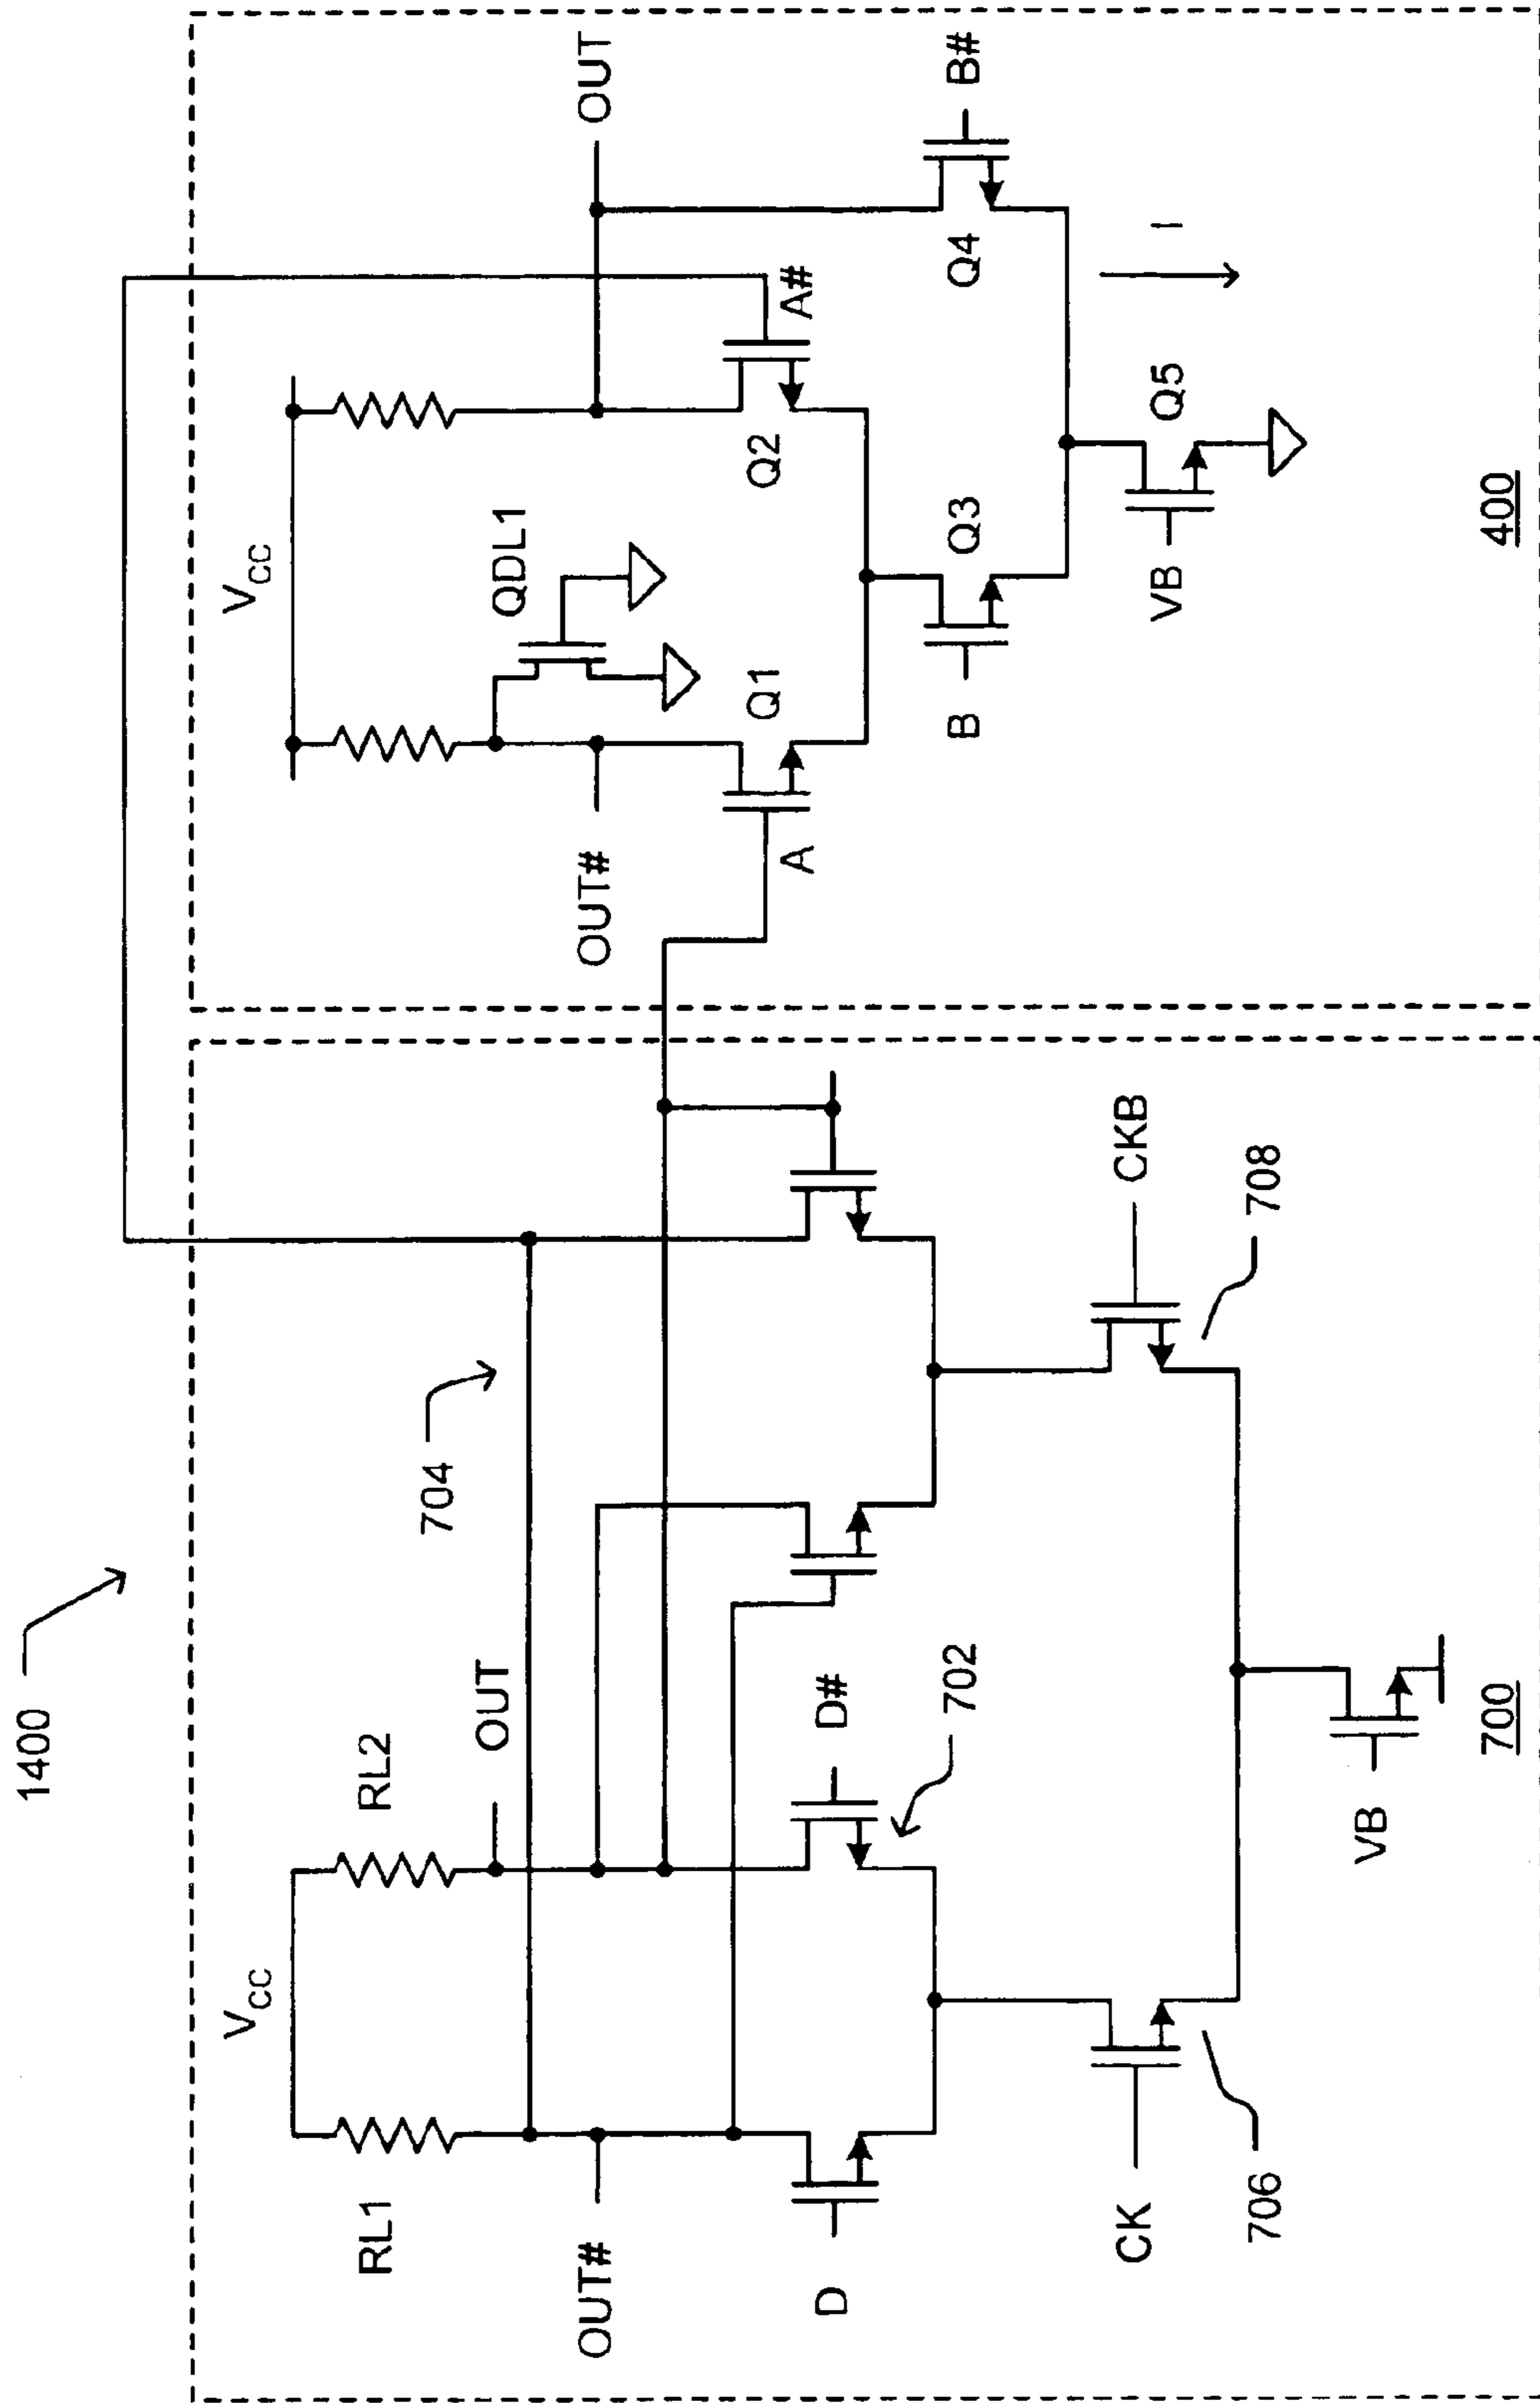 1400
VCC
RL1
RL2
OUT
OUT#
704
D
D#
702
CK
CKB
706
708
VB
700
VCC
QDL1
OUT#
OUT
Q1
Q2
A
A#
B
Q3
Q4
B#
I
VB
Q5
400